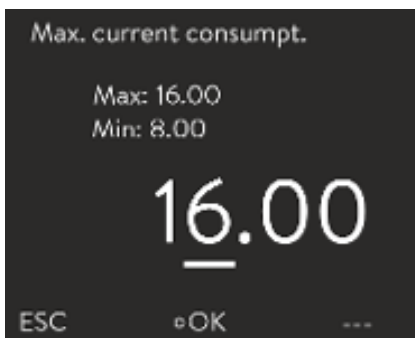 Max. current consumpt.
Max: 16.00
Min: 8.00
16.00
ESC OK ---